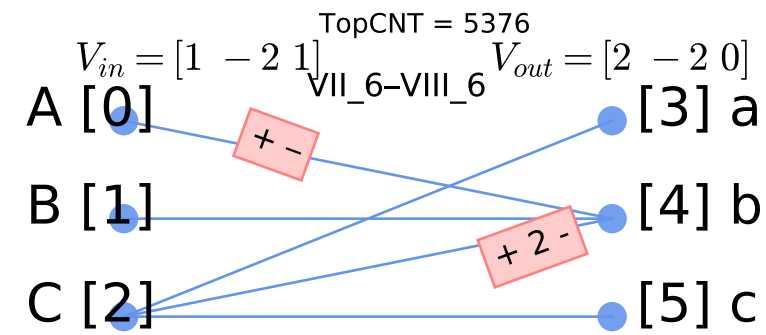 TopCNT = 5376
V_in = [1 −2 1] V_out = [2 −2 0]
VII_6–VIII_6
A [0] [3] a
+ −
B [1] [4] b
+ 2 -
C [2] [5] c